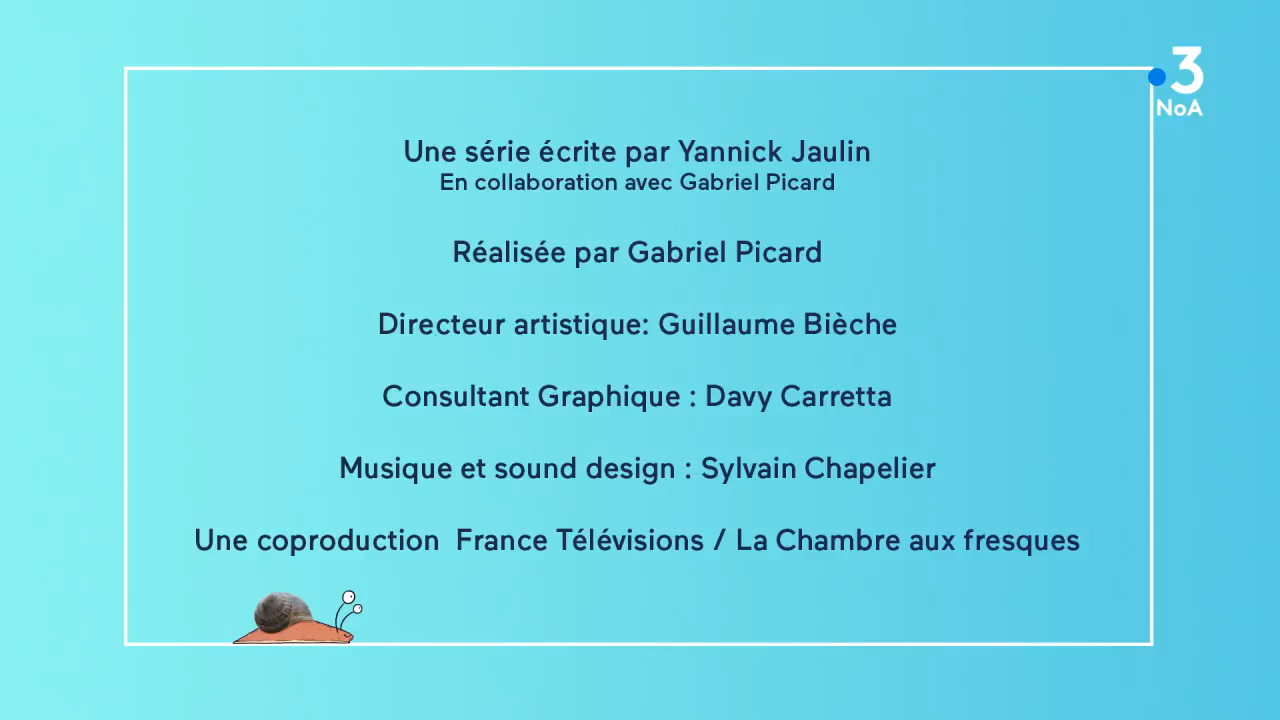 3
NoA
Une série écrite par Yannick Jaulin
En collaboration avec Gabriel Picard
Réalisée par Gabriel Picard
Directeur artistique: Guillaume Bièche
Consultant Graphique : Davy Carretta
Musique et sound design : Sylvain Chapelier
Une coproduction  France Télévisions / La Chambre aux fresques